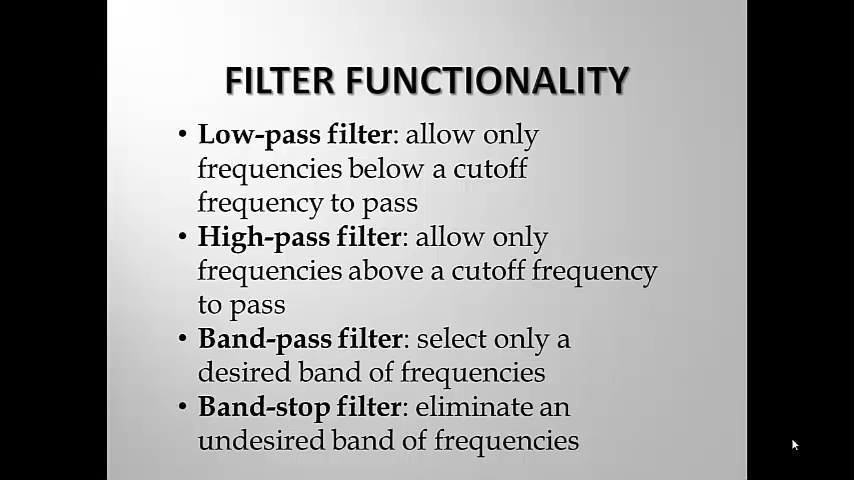 FILTER FUNCTIONALITY
• Low-pass filter: allow only
frequencies below a cutoff
frequency to pass
• High-pass filter: allow only
frequencies above a cutoff frequency
to pass
• Band-pass filter: select only a
desired band of frequencies
• Band-stop filter: eliminate an
undesired band of frequencies